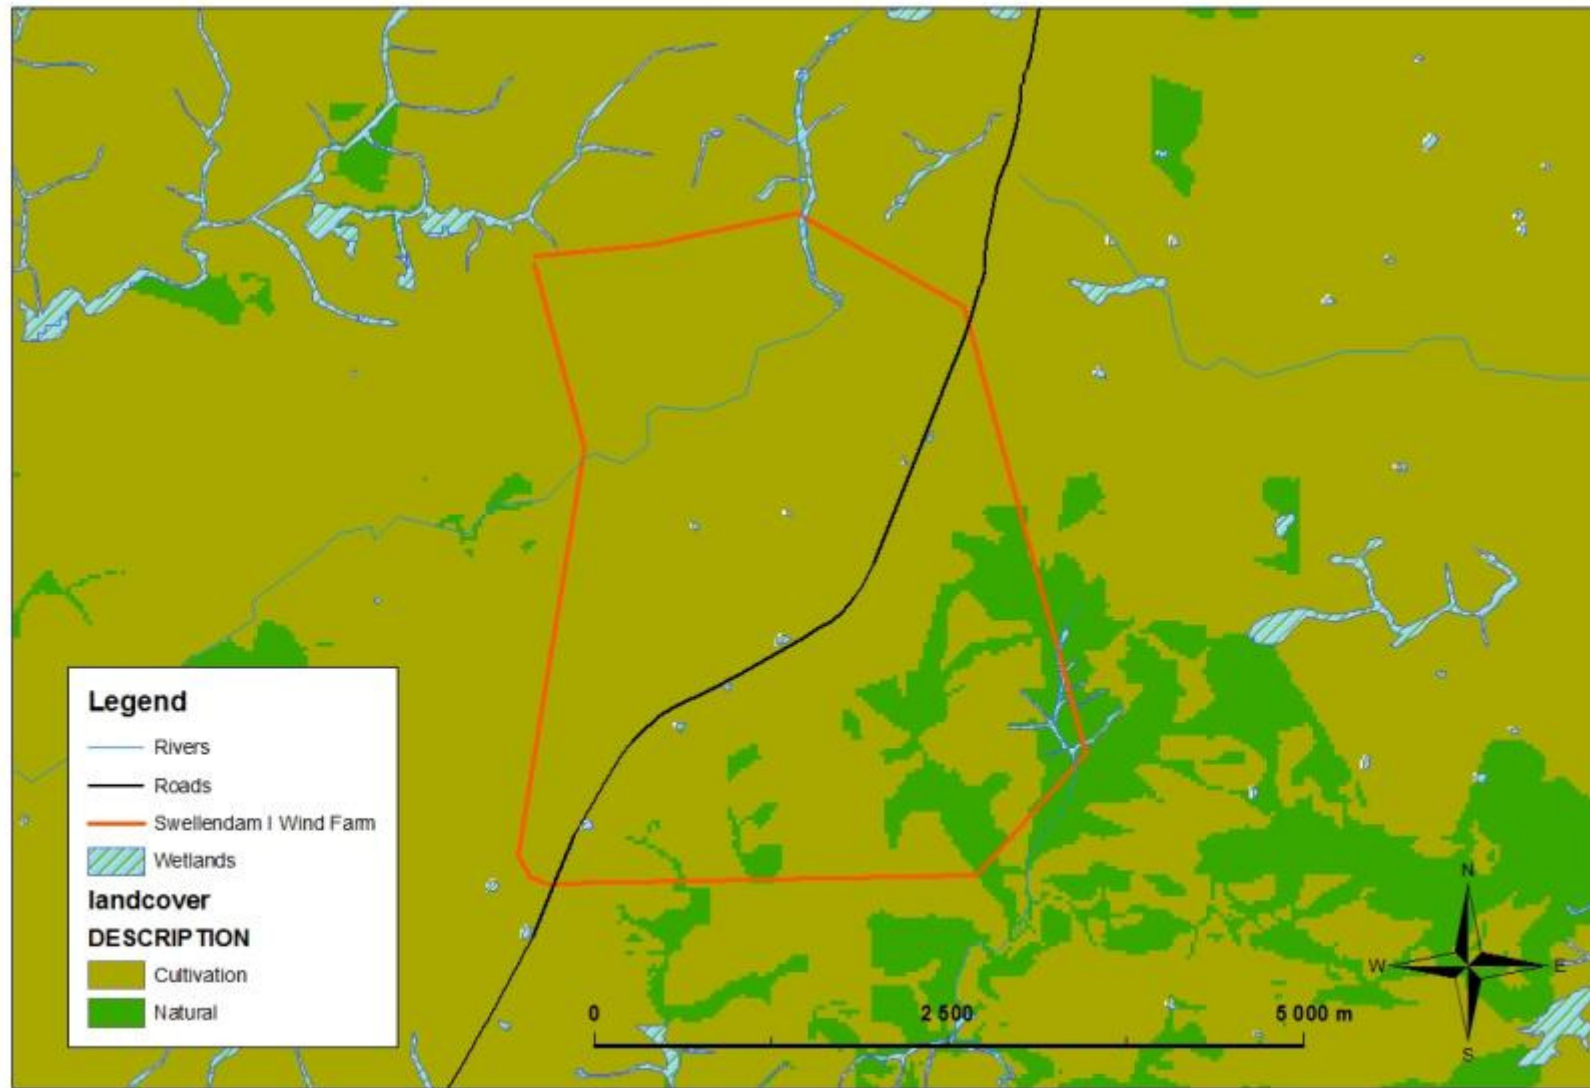 Legend
Rivers
Roads
Swellendam I Wind Farm
Wetlands
landcover
DESCRIPTION
Cultivation
Natural
0 2 500 5 000 m
N
W E
S